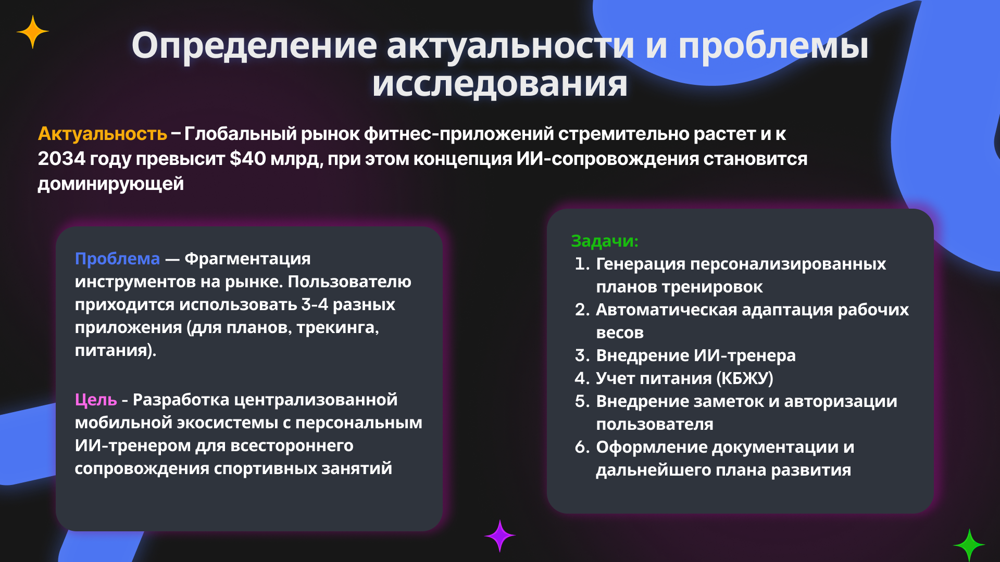 Определение актуальности и проблемы
исследования
Актуальность – Глобальный рынок фитнес-приложений стремительно растет и к
2034 году превысит $40 млрд, при этом концепция ИИ-сопровождения становится
доминирующей
Проблема — Фрагментация
инструментов на рынке. Пользователю
приходится использовать 3-4 разных
приложения (для планов, трекинга,
питания).
Цель - Разработка централизованной
мобильной экосистемы с персональным
ИИ-тренером для всестороннего
сопровождения спортивных занятий
Задачи:
1. Генерация персонализированных
планов тренировок
2. Автоматическая адаптация рабочих
весов
3. Внедрение ИИ-тренера
4. Учет питания (КБЖУ)
5. Внедрение заметок и авторизации
пользователя
6. Оформление документации и
дальнейшего плана развития